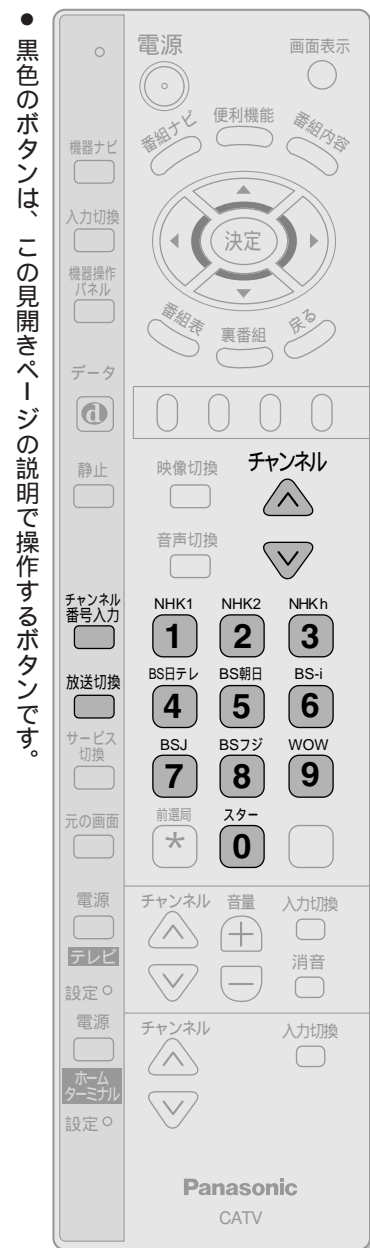 ● 黒色のボタンは、この見開きページの説明で操作するボタンです。
電源
画面表示
機器ナビ
番組ナビ
便利機能
番組内容
入力切換
決定
機器操作
パネル
番組表
裏番組
戻る
データ
d
静止
映像切換
チャンネル
音声切換
チャンネル
番号入力
NHK1
NHK2
NHKh
1
2
3
放送切換
BS日テレ
BS朝日
BS-i
4
5
6
サービス
切換
BSJ
BSフジ
WOW
7
8
9
元の画面
前選局
スター
*
0
電源
テレビ
設定
チャンネル
音量
入力切換
+
−
消音
電源
ホーム
ターミナル
設定
チャンネル
入力切換
Panasonic
CATV